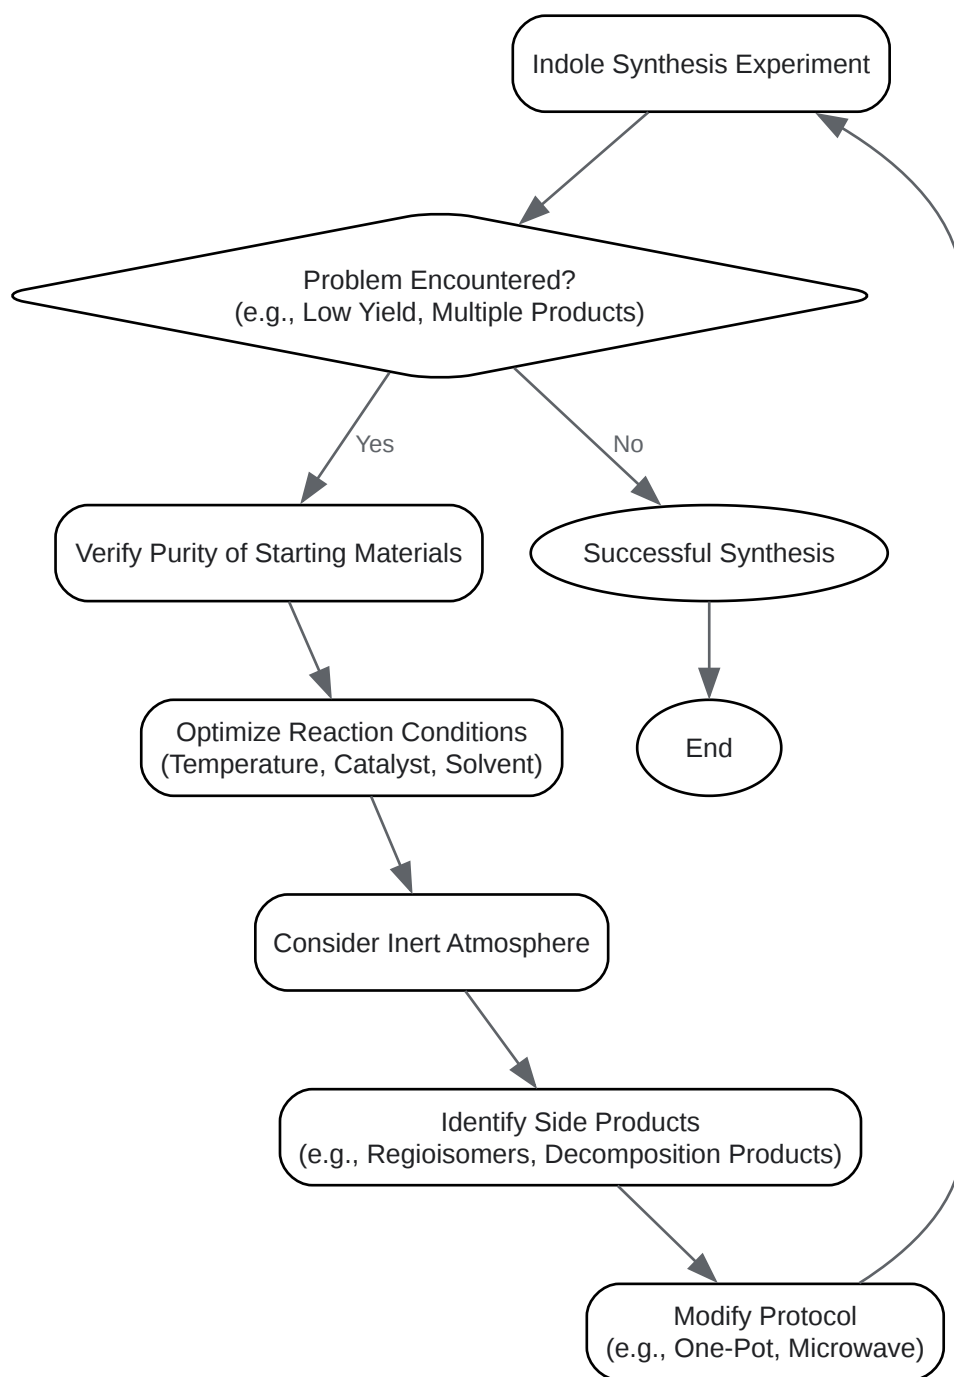 Indole Synthesis Experiment
Problem Encountered?
(e.g., Low Yield, Multiple Products)
Yes
No
Verify Purity of Starting Materials
Successful Synthesis
Optimize Reaction Conditions
(Temperature, Catalyst, Solvent)
End
Consider Inert Atmosphere
Identify Side Products
(e.g., Regioisomers, Decomposition Products)
Modify Protocol
(e.g., One-Pot, Microwave)